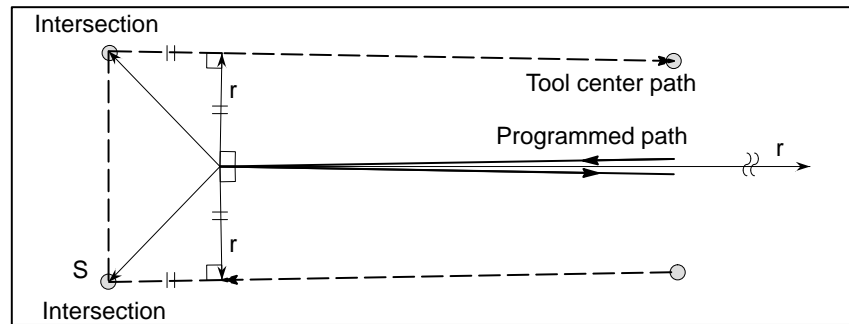 Intersection
r
Tool center path
Programmed path
r
r
S
Intersection